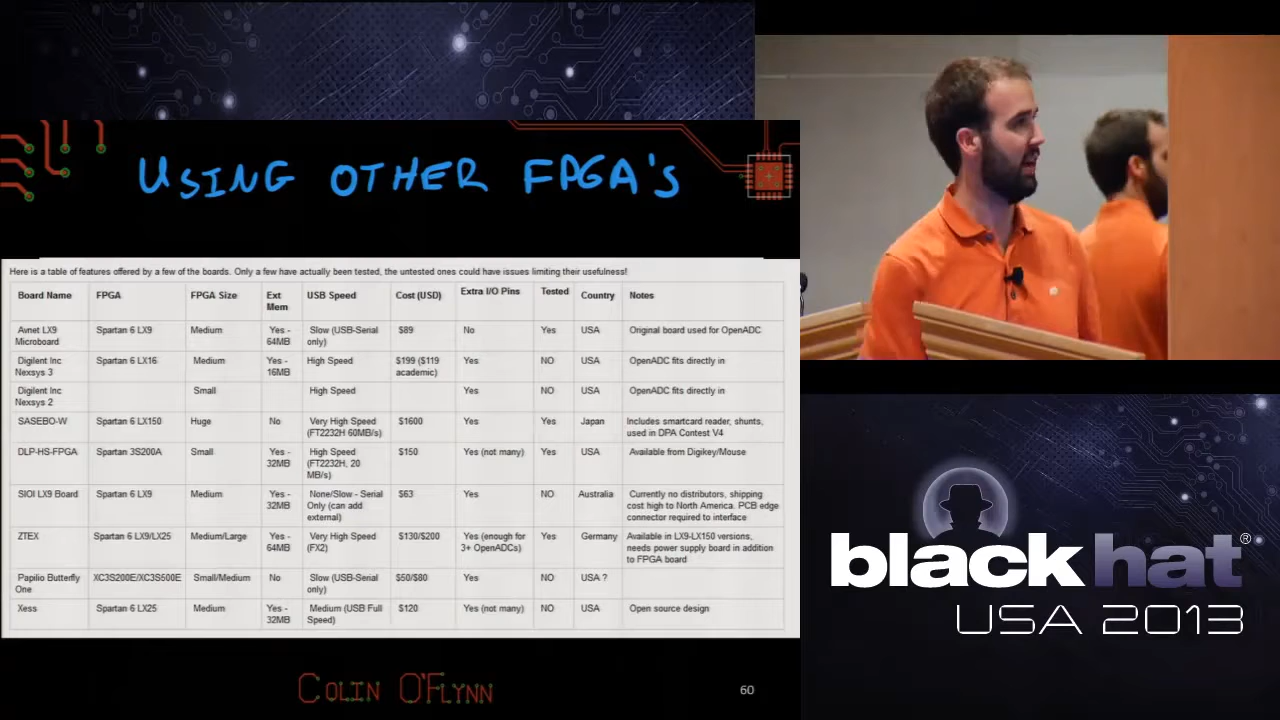 USING OTHER FPGA'S
Here is a table of features offered by a few of the boards. Only a few have actually been tested, the untested ones could have issues limiting their usefulness!
Board Name FPGA FPGA Size Ext Mem USB Speed Cost (USD) Extra I/O Pins Tested Country Notes
Avnet LX9 Microboard Spartan 6 LX9 Medium Yes - 64MB Slow (USB-Serial only) $89 No Yes USA Original board used for OpenADC
Digilent Inc Nexsys 3 Spartan 6 LX16 Medium Yes - 16MB High Speed $199 ($119 academic) Yes NO USA OpenADC fits directly in
Digilent Inc Nexsys 2 Small High Speed Yes NO USA OpenADC fits directly in
SASEBO-W Spartan 6 LX150 Huge No Very High Speed (FT2232H 60MB/s) $1600 Yes Yes Japan Includes smartcard reader, shunts, used in DPA Contest V4
DLP-HS-FPGA Spartan 3S200A Small Yes - 32MB High Speed (FT2232H, 20 MB/s) $150 Yes (not many) Yes USA Available from Digikey/Mouse
SIOI LX9 Board Spartan 6 LX9 Medium Yes - 32MB None/Slow - Serial Only (can add external) $63 Yes NO Australia Currently no distributors, shipping cost high to North America. PCB edge connector required to interface
ZTEX Spartan 6 LX9/LX25 Medium/Large Yes - 64MB Very High Speed (FX2) $130/$200 Yes (enough for 3+ OpenADCs) Yes Germany Available in LX9-LX150 versions, needs power supply board in addition to FPGA board
Papilio Butterfly One XC3S200E/XC3S500E Small/Medium No Slow (USB-Serial only) $50/$80 Yes NO USA ?
Xess Spartan 6 LX25 Medium Yes - 32MB Medium (USB Full Speed) $120 Yes (not many) NO USA Open source design
COLIN O'FLYNN
60
blackhat®
USA 2013